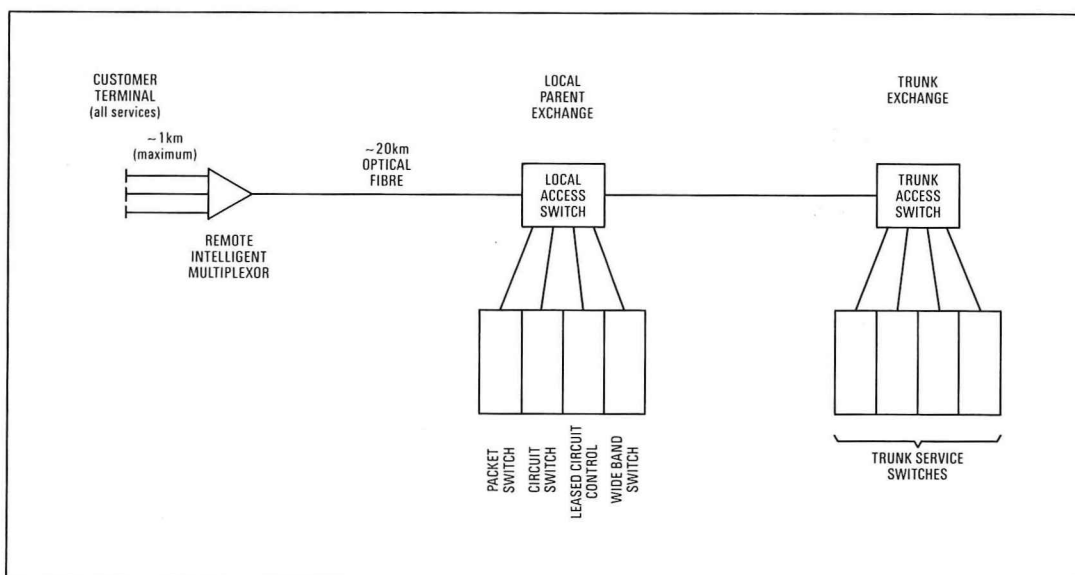 CUSTOMER
TERMINAL
(all services)
~1km
(maximum)
REMOTE
INTELLIGENT
MULTIPLEXOR
~20km
OPTICAL
FIBRE
LOCAL
PARENT
EXCHANGE
LOCAL
ACCESS
SWITCH
PACKET
SWITCH
CIRCUIT
SWITCH
LEASED CIRCUIT
CONTROL
WIDE BAND
SWITCH
TRUNK
EXCHANGE
TRUNK
ACCESS
SWITCH
TRUNK SERVICE
SWITCHES